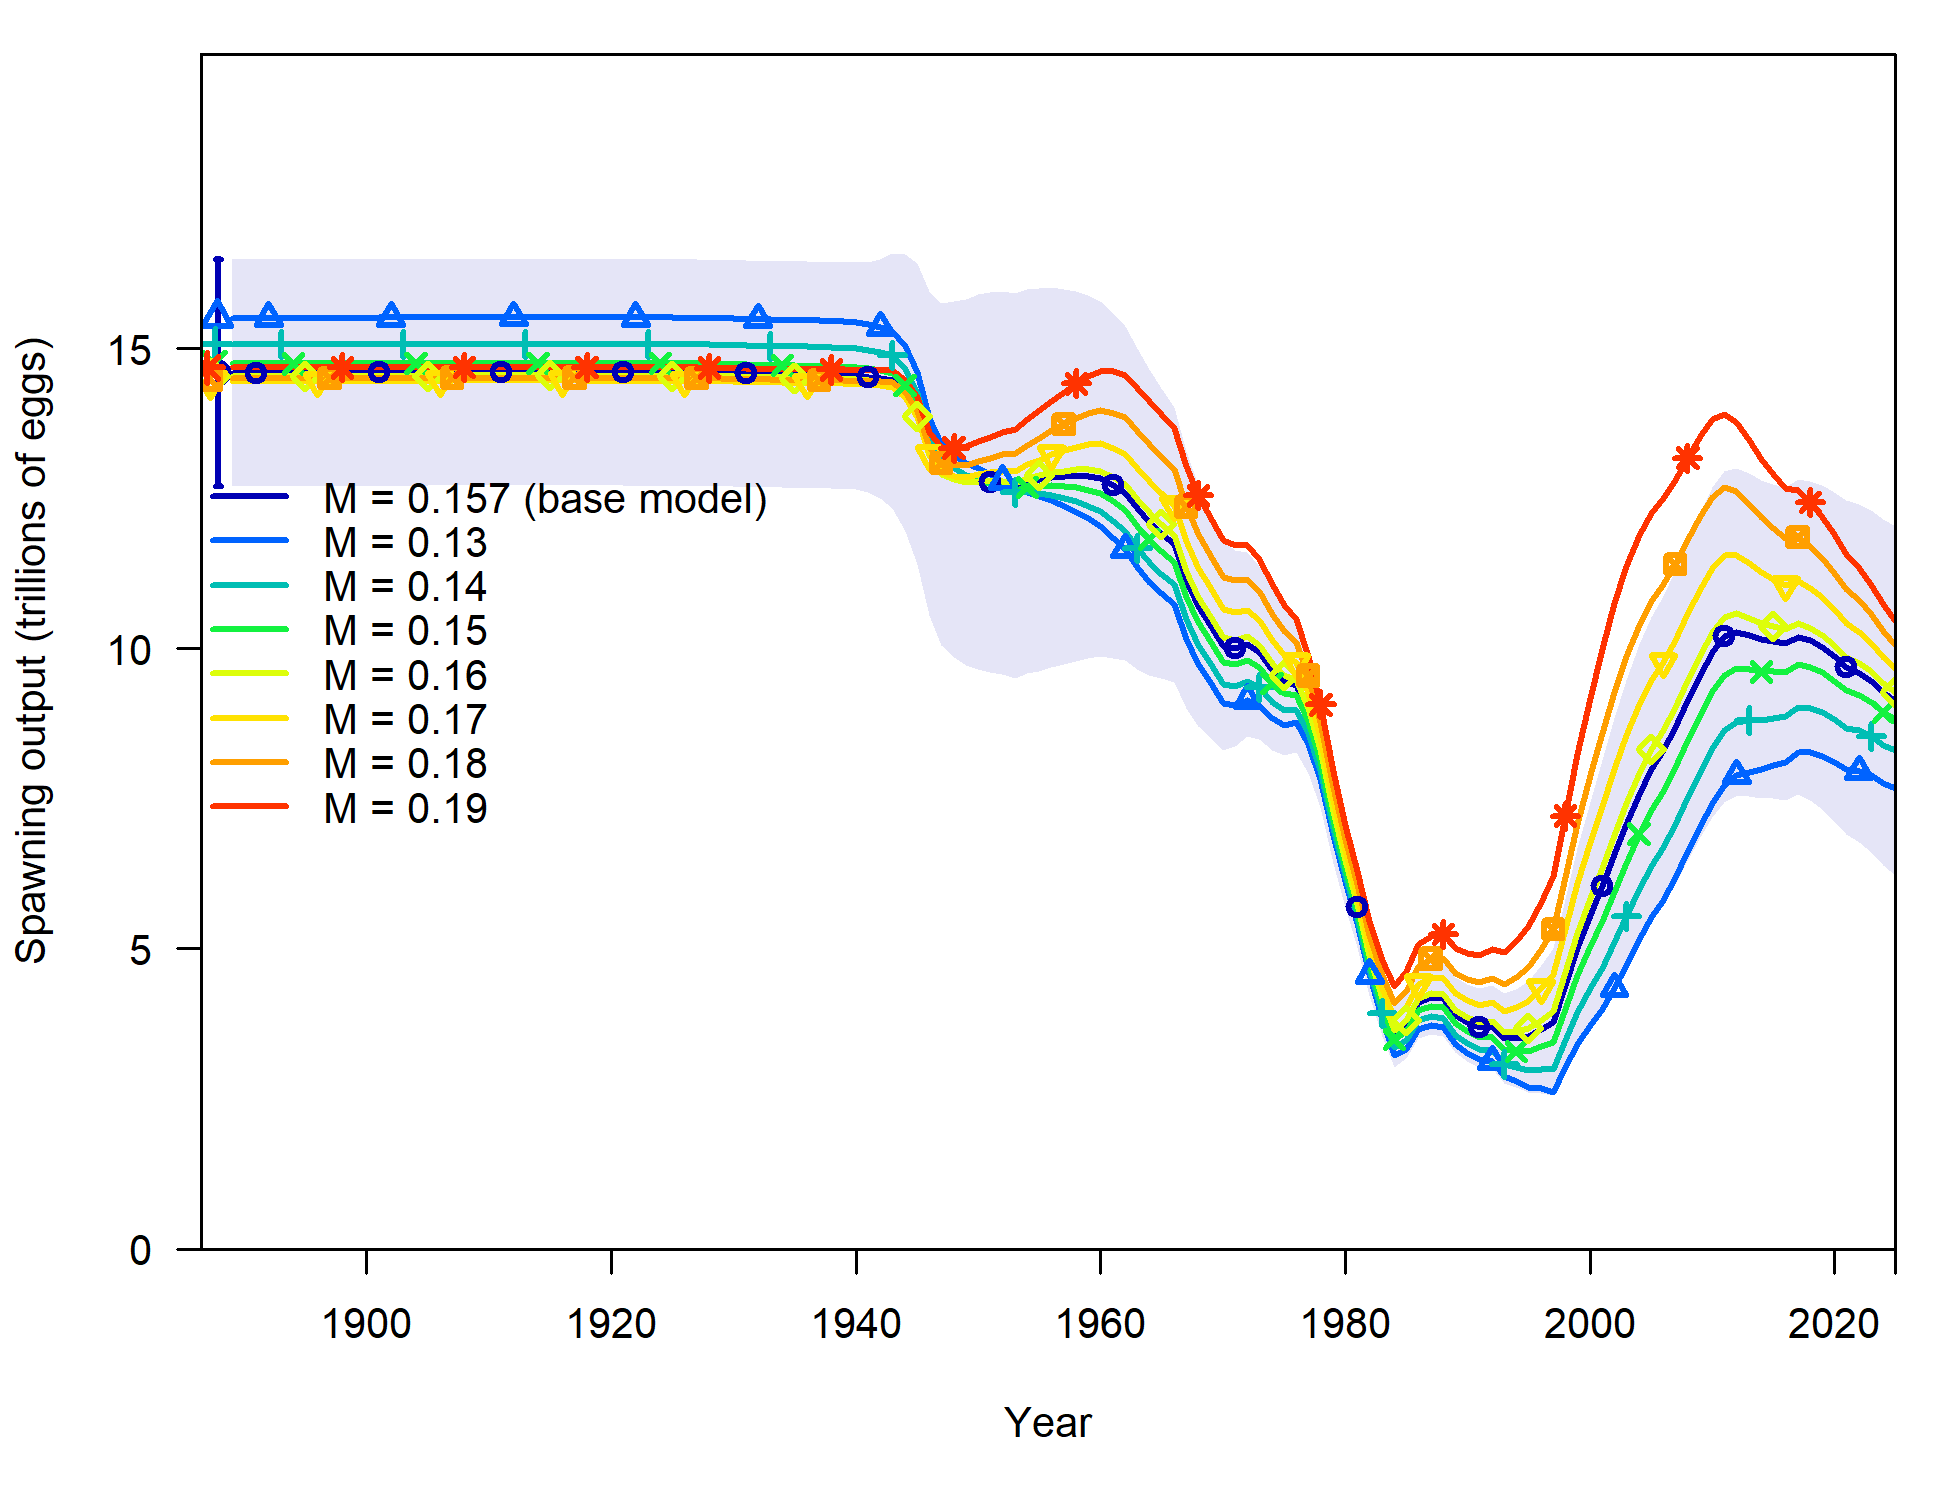 Spawning output (trillions of eggs)
15
10
5
0
M = 0.157 (base model)
M = 0.13
M = 0.14
M = 0.15
M = 0.16
M = 0.17
M = 0.18
M = 0.19
1900 1920 1940 1960 1980 2000 2020
Year